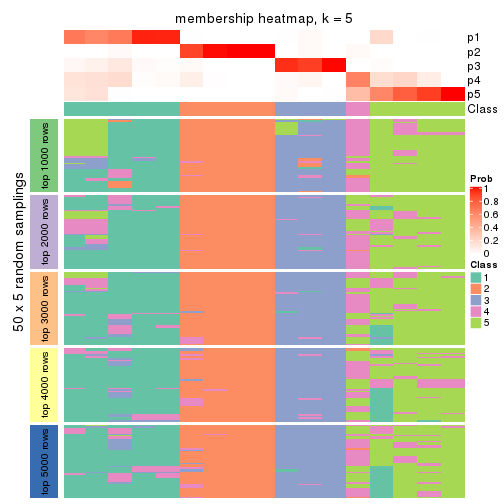 membership heatmap, k = 5
p1
p2
p3
p4
p5
Class
50 x 5 random samplings
top 1000 rows
top 2000 rows
top 3000 rows
top 4000 rows
top 5000 rows
Prob
1
0.8
0.6
0.4
0.2
0
Class
1
2
3
4
5